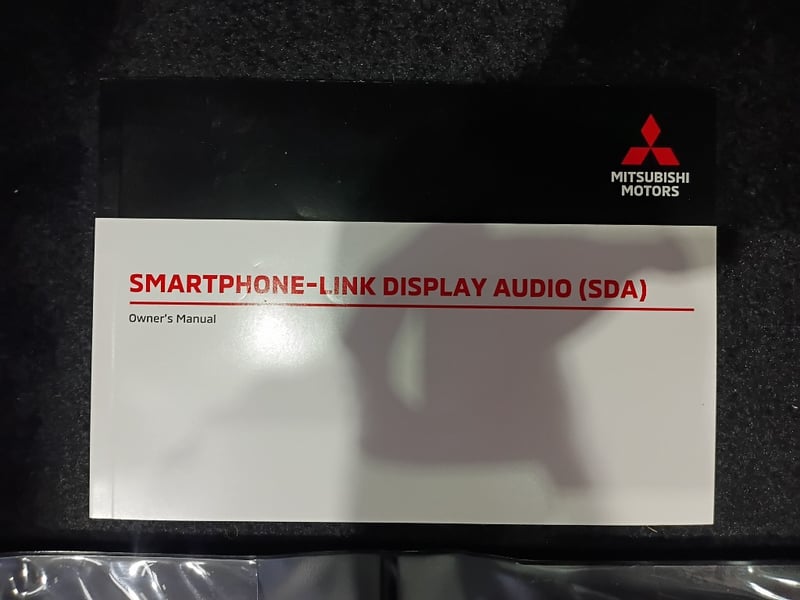 MITSUBISHI
MOTORS
SMARTPHONE-LINK DISPLAY AUDIO (SDA)
Owner's Manual